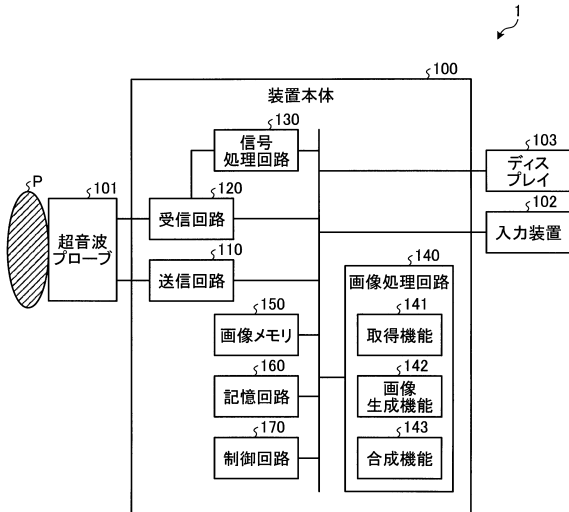 1
100
装置本体
130
信号
処理回路
103
ディス
プレイ
P
101
超音波
プローブ
120
受信回路
102
入力装置
110
送信回路
140
画像処理回路
141
取得機能
150
画像メモリ
142
画像
生成機能
160
記憶回路
143
合成機能
170
制御回路